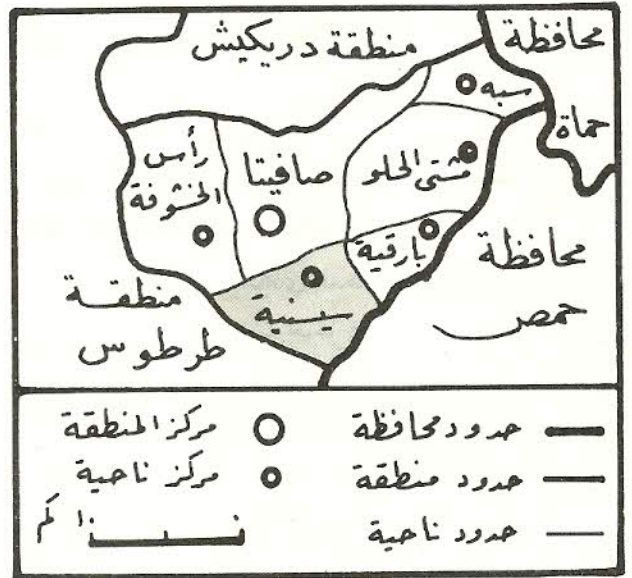 منطقة دريكيش
محافظة
حماة
سبه
مشتى الحلو
صافيتا
رأس
الخشوفة
بارقية
سيسنية
محافظة
حمص
منطقة
طرطوس
حدود محافظة
مركز المنطقة
حدود منطقة
مركز ناحية
حدود ناحية
كم